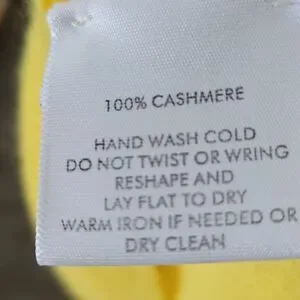 100% CASHMERE
HAND WASH COLD
DO NOT TWIST OR WRING
RESHAPE AND
LAY FLAT TO DRY
WARM IRON IF NEEDED OR
DRY CLEAN